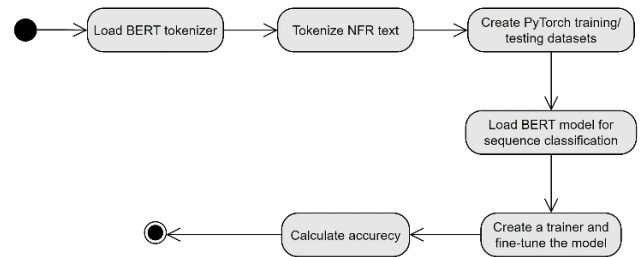 Load BERT tokenizer
Tokenize NFR text
Create PyTorch training/
testing datasets
Load BERT model for
sequence classification
Create a trainer and
fine-tune the model
Calculate accurecy